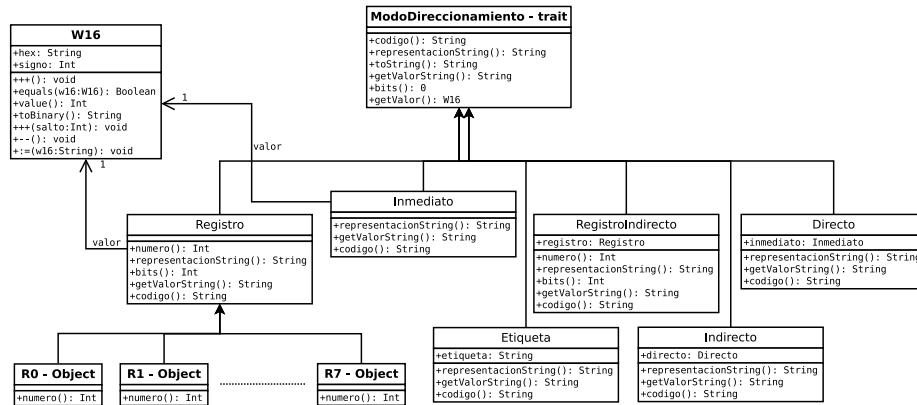 W16
+hex: String
+signo: Int
+++(): void
+equals(w16:W16): Boolean
+value(): Int
+toBinary(): String
+++(salto:Int): void
+--(): void
+:=(w16:String): void
ModoDireccionamiento - trait
+codigo(): String
+representacionString(): String
+toString(): String
+getValorString(): String
+bits(): 0
+getValor(): W16
1
valor
1
valor
Registro
+numero(): Int
+representacionString(): String
+bits(): Int
+getValorString(): String
+codigo(): String
Inmediato
+representacionString(): String
+getValorString(): String
+codigo(): String
RegistroIndirecto
+registro: Registro
+numero(): Int
+representacionString(): String
+bits(): Int
+getValorString(): String
+codigo(): String
Directo
+inmediato: Inmediato
+representacionString(): String
+getValorString(): String
+codigo(): String
Etiqueta
+etiqueta: String
+representacionString(): String
+getValorString(): String
+codigo(): String
Indirecto
+directo: Directo
+representacionString(): String
+getValorString(): String
+codigo(): String
R0 - Object
+numero(): Int
R1 - Object
+numero(): Int
R7 - Object
+numero(): Int